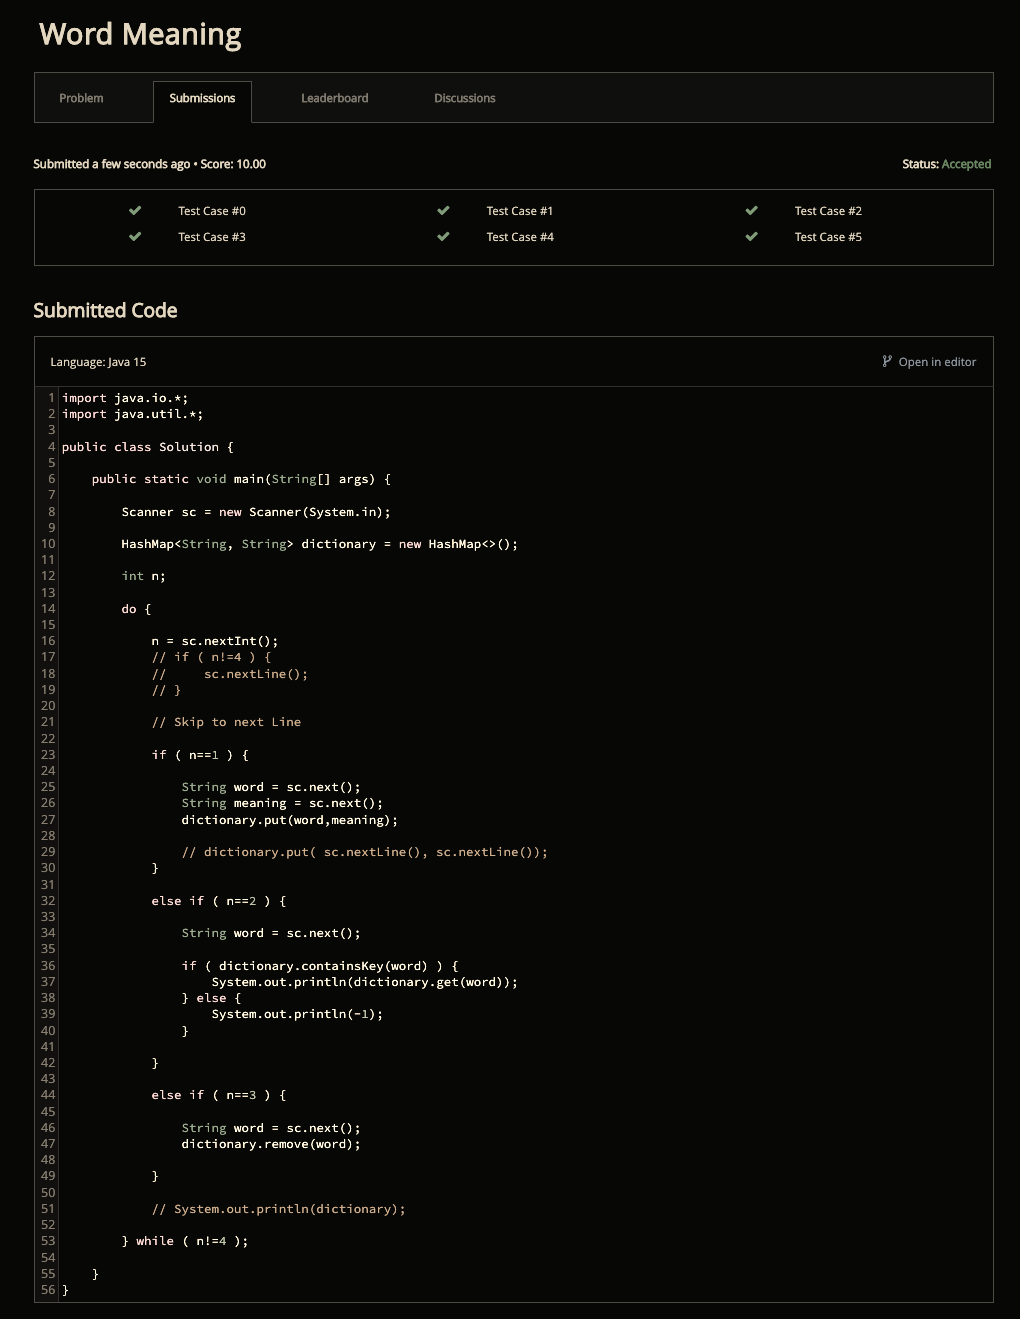 Word Meaning
Problem Submissions Leaderboard Discussions
Submitted a few seconds ago • Score: 10.00 Status: Accepted
✔ Test Case #0 ✔ Test Case #1 ✔ Test Case #2
✔ Test Case #3 ✔ Test Case #4 ✔ Test Case #5
Submitted Code
Language: Java 15 Open in editor
1 import java.io.*;
2 import java.util.*;
3
4 public class Solution {
5
6     public static void main(String[] args) {
7
8         Scanner sc = new Scanner(System.in);
9
10         HashMap<String, String> dictionary = new HashMap<>();
11
12         int n;
13
14         do {
15
16             n = sc.nextInt();
17             // if ( n!=4 ) {
18             //     sc.nextLine();
19             // }
20
21             // Skip to next Line
22
23             if ( n==1 ) {
24
25                 String word = sc.next();
26                 String meaning = sc.next();
27                 dictionary.put(word,meaning);
28
29                 // dictionary.put( sc.nextLine(), sc.nextLine());
30             }
31
32             else if ( n==2 ) {
33
34                 String word = sc.next();
35
36                 if ( dictionary.containsKey(word) ) {
37                     System.out.println(dictionary.get(word));
38                 } else {
39                     System.out.println(-1);
40                 }
41
42             }
43
44             else if ( n==3 ) {
45
46                 String word = sc.next();
47                 dictionary.remove(word);
48
49             }
50
51             // System.out.println(dictionary);
52
53         } while ( n!=4 );
54
55     }
56 }